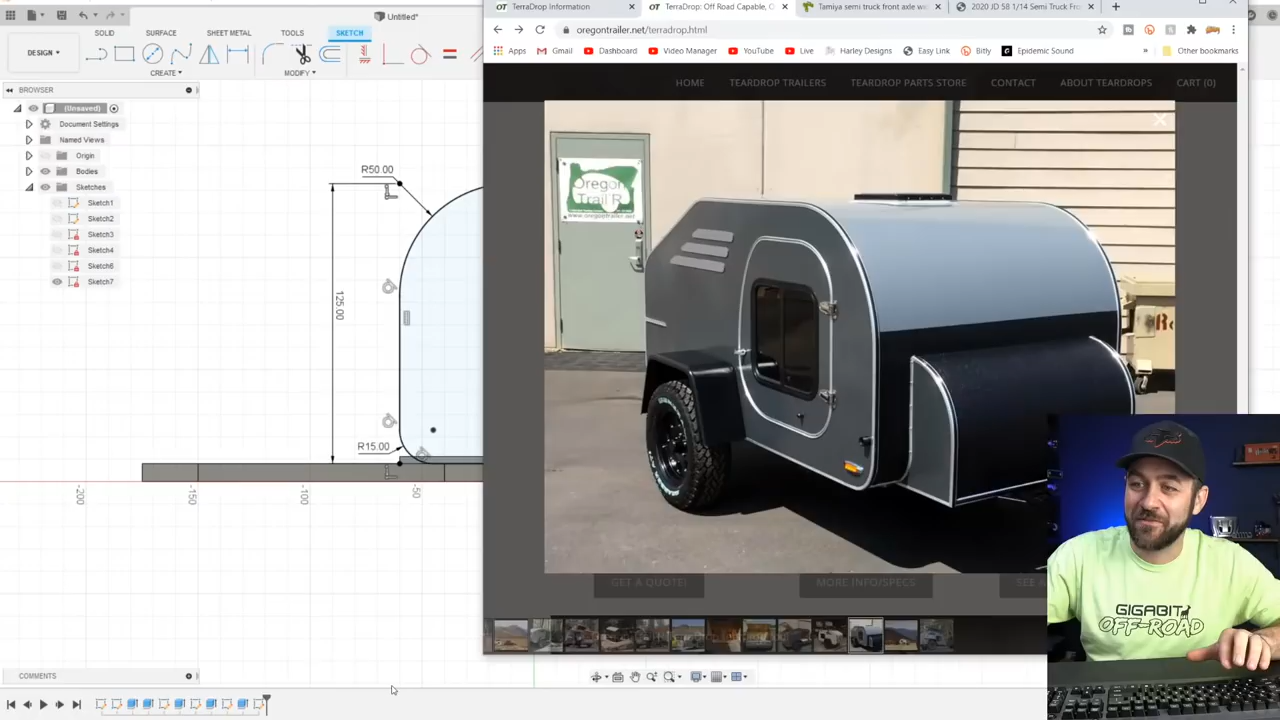 Untitled*
TerraDrop Information
TerraDrop: Off Road Capable, O
Tamiya semi truck front axle wa
2020 JD 58 1/14 Semi Truck Fro
oregontrailer.net/terradrop.html
Apps
Gmail
Dashboard
Video Manager
YouTube
Live
Harley Designs
Easy Link
Bitly
Epidemic Sound
»
Other bookmarks
SOLID
SURFACE
SHEET METAL
TOOLS
SKETCH
DESIGN
CREATE
MODIFY
HOME
TEARDROP TRAILERS
TEARDROP PARTS STORE
CONTACT
ABOUT TEARDROPS
CART (0)
BROWSER
(Unsaved)
Document Settings
Named Views
Origin
Bodies
Sketches
Sketch1
Sketch2
Sketch3
Sketch4
Sketch6
Sketch7
R50.00
125.00
R15.00
-200
-150
-100
-50
Oregon
Trail R
www.oregontrailer.net
GET A QUOTE!
MORE INFO/SPECS
SEE
GIGABIT
OFF-ROAD
COMMENTS